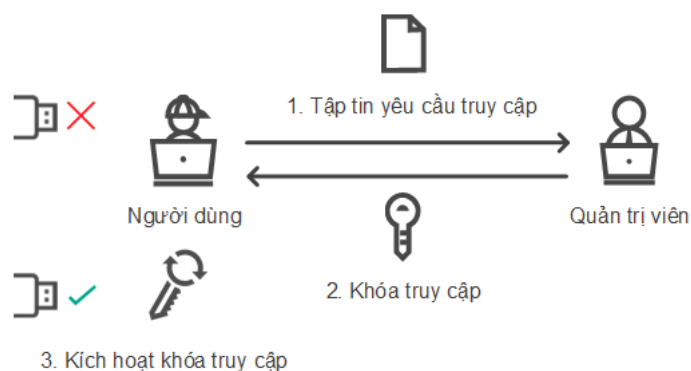 1. Tập tin yêu cầu truy cập
Người dùng
Quản trị viên
2. Khóa truy cập
3. Kích hoạt khóa truy cập